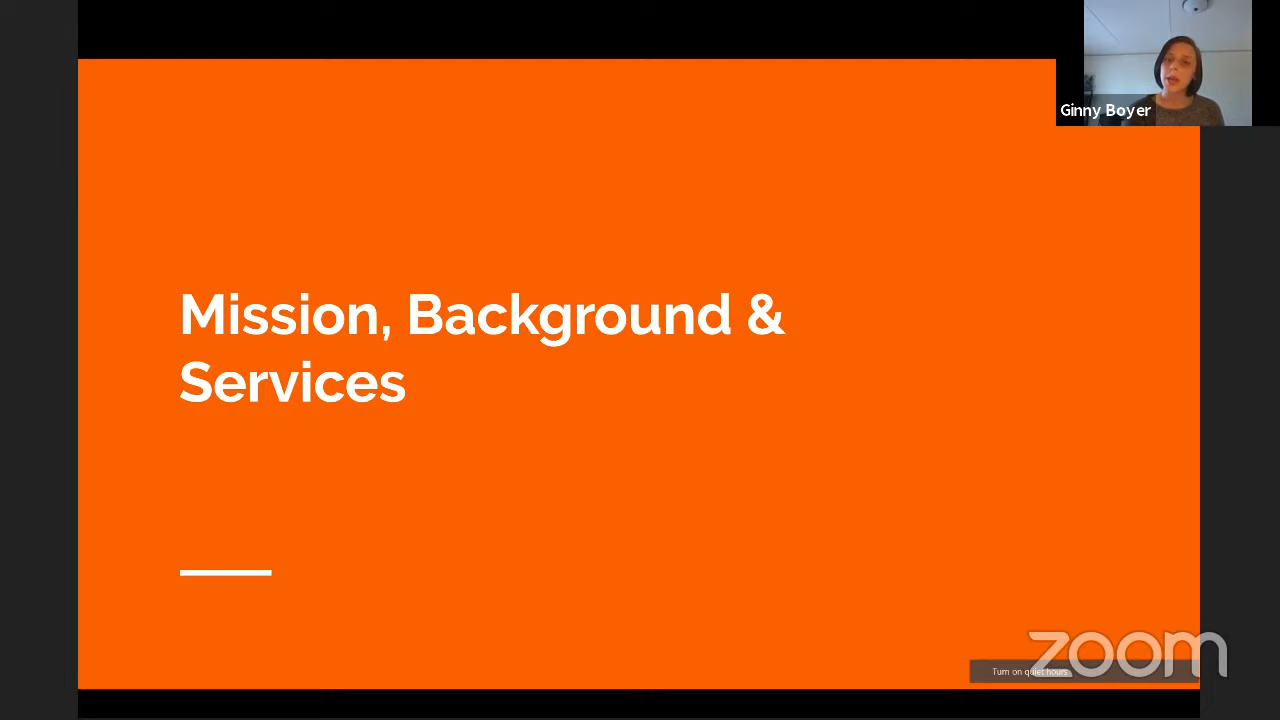 Ginny Boyer
Mission, Background &
Services
zoom
Turn on quiet hours